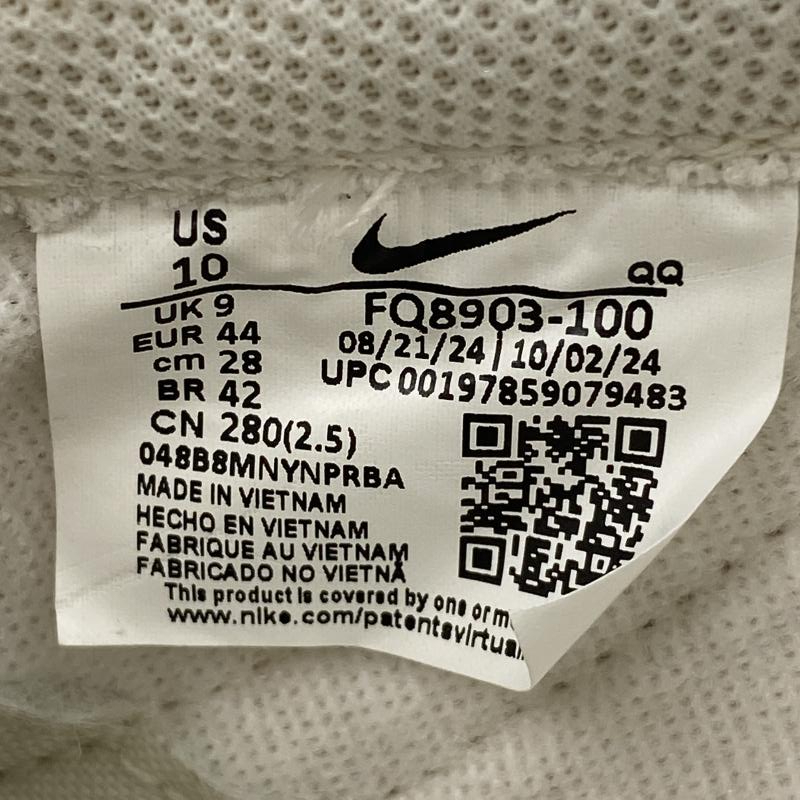 US
10
QQ
UK 9
FQ8903-100
EUR 44
08/21/24 | 10/02/24
cm 28
UPC 00197859079483
BR 42
CN 280(2.5)
048B8MNYNPRBA
MADE IN VIETNAM
HECHO EN VIETNAM
FABRIQUE AU VIETNAM
FABRICADO NO VIETNÃ
This product is covered by one or
www.nike.com/patentsvirtual